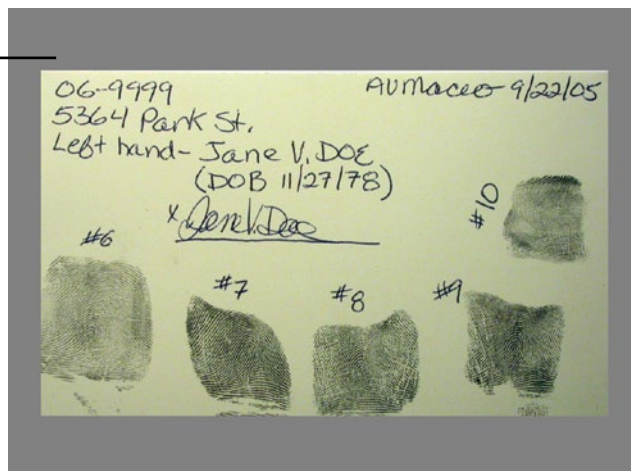 06-9999
AVMaceo 9/22/05
5364 Park St.
Left hand- Jane V. DOE
(DOB 11/27/78)
x Jane V. Doe
#6
#7
#8
#9
#10